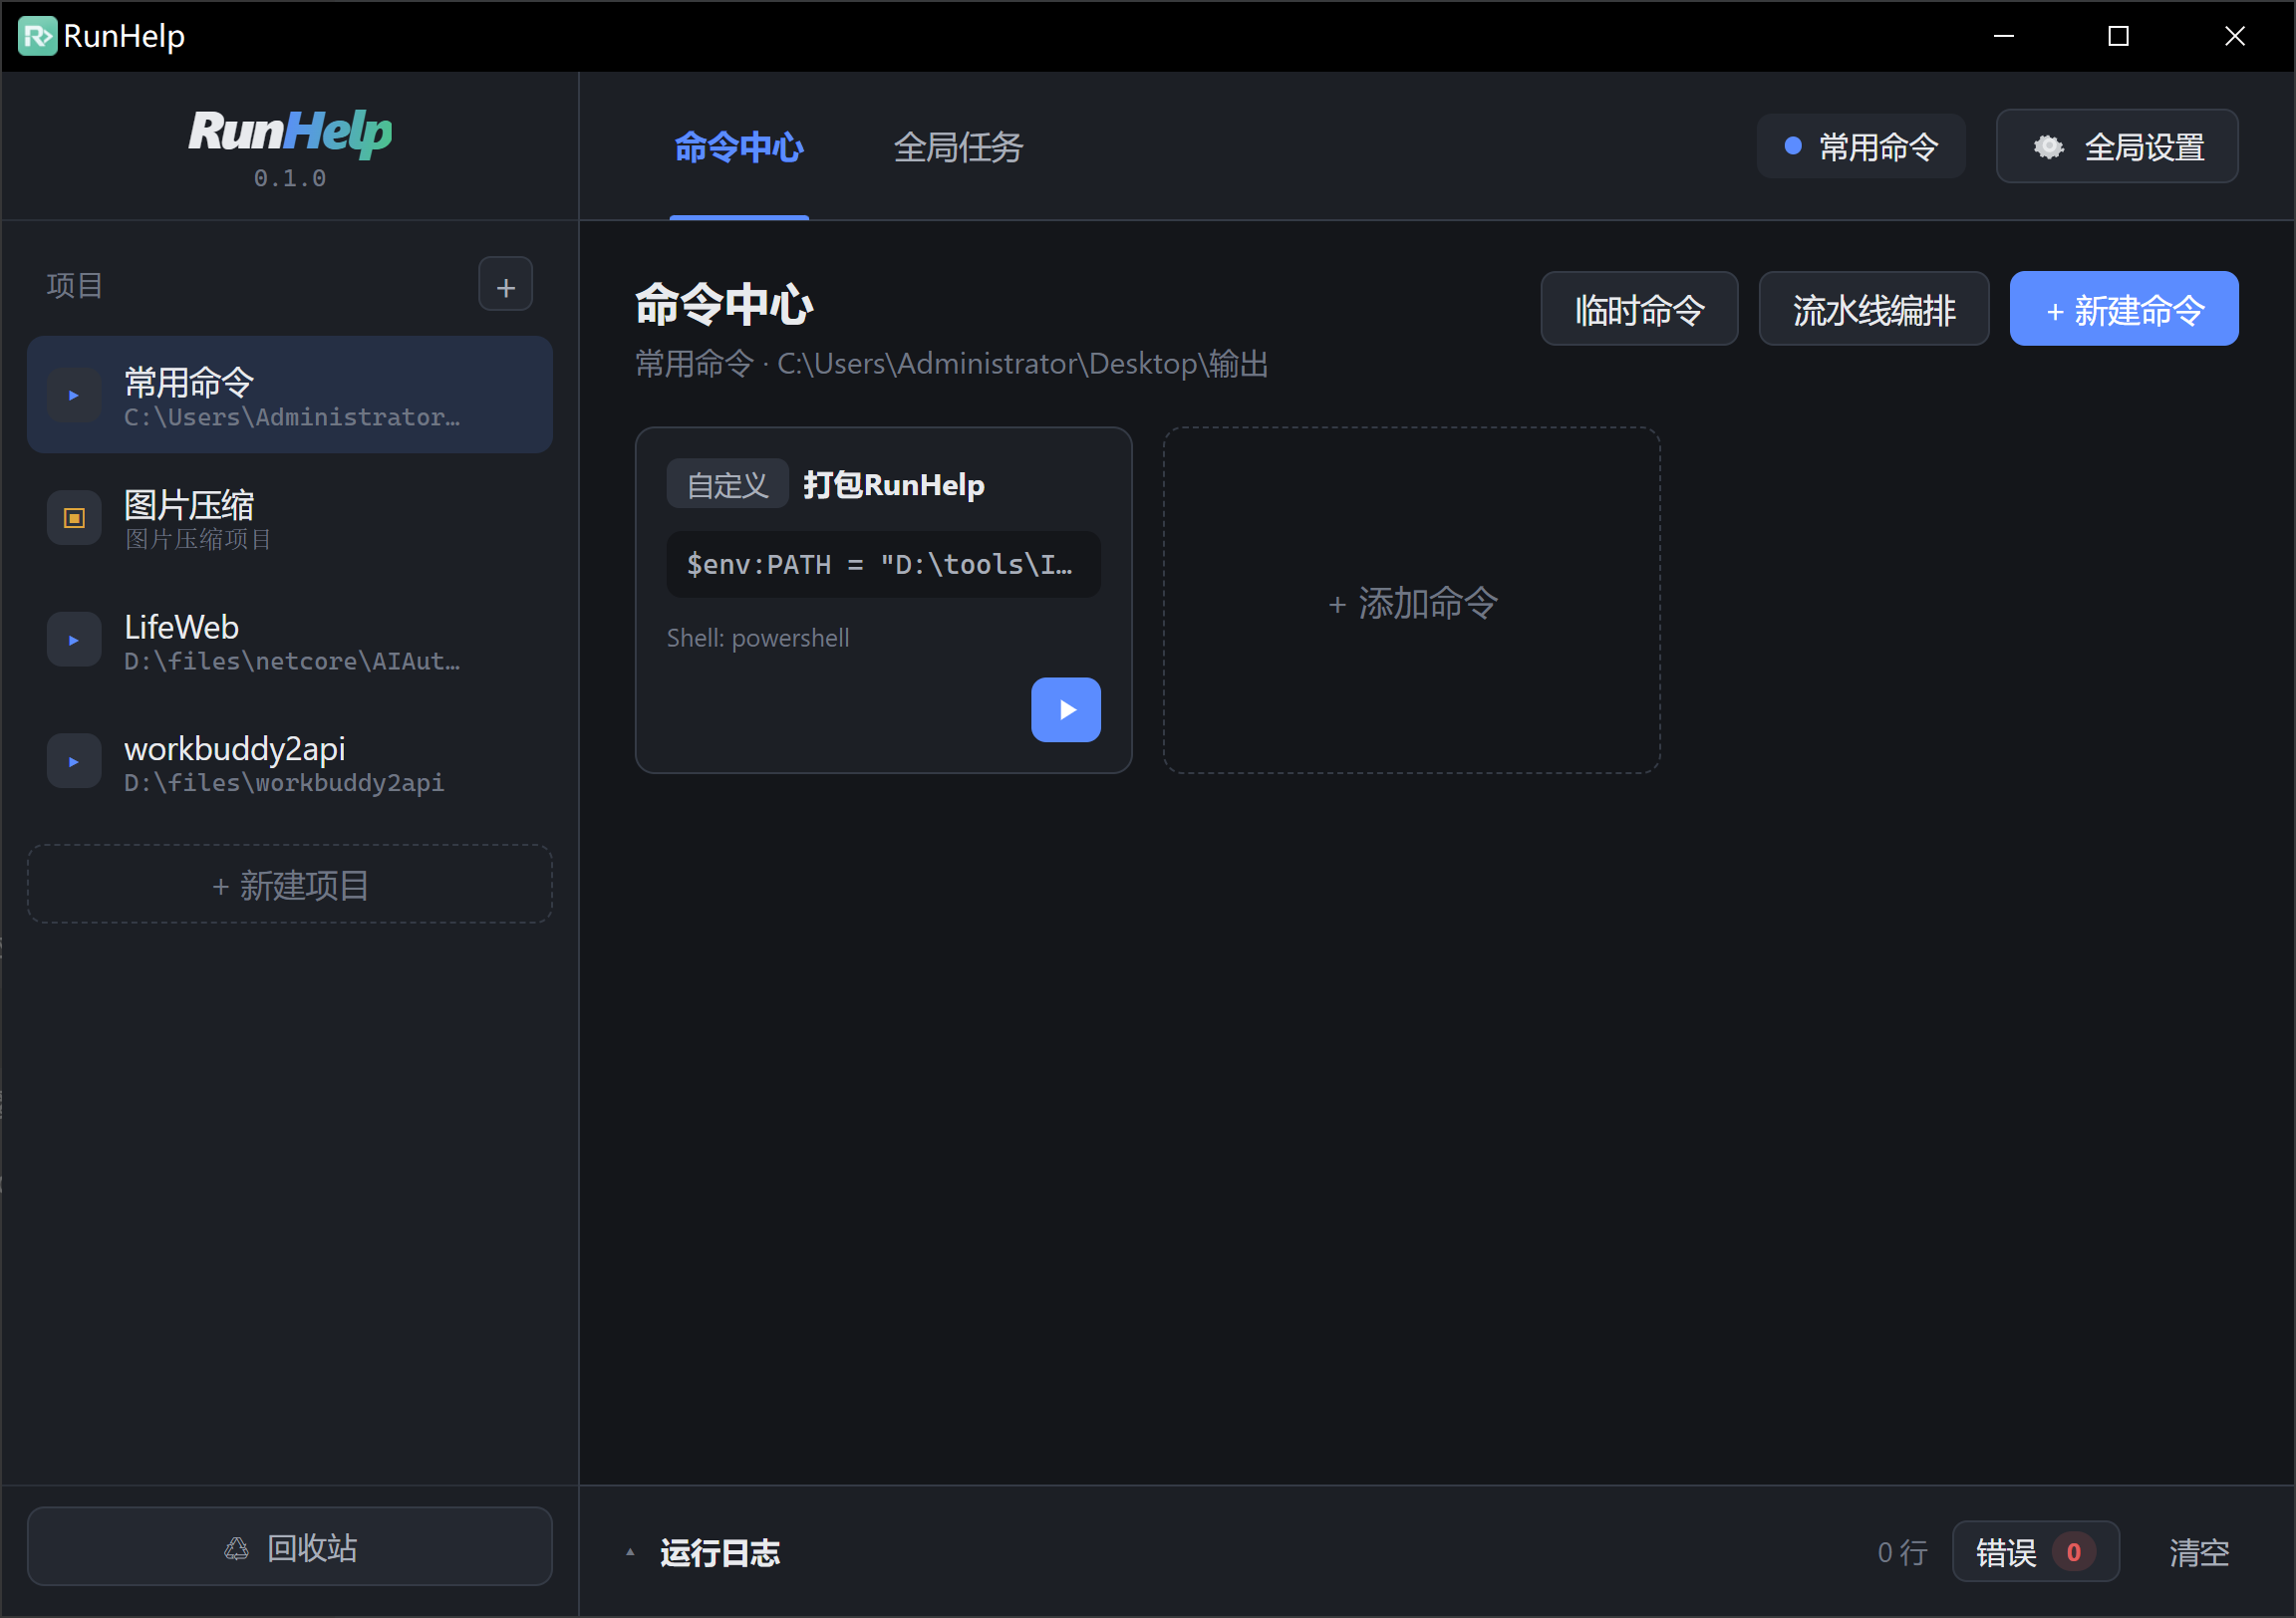 RunHelp
RunHelp
0.1.0
命令中心
全局任务
常用命令
全局设置
项目
+
常用命令
C:\Users\Administrator…
图片压缩
图片压缩项目
LifeWeb
D:\files\netcore\AIAut…
workbuddy2api
D:\files\workbuddy2api
+ 新建项目
回收站
命令中心
常用命令 · C:\Users\Administrator\Desktop\输出
临时命令
流水线编排
+ 新建命令
自定义 打包RunHelp
$env:PATH = "D:\tools\I…
Shell: powershell
+ 添加命令
运行日志
0 行
错误 0
清空